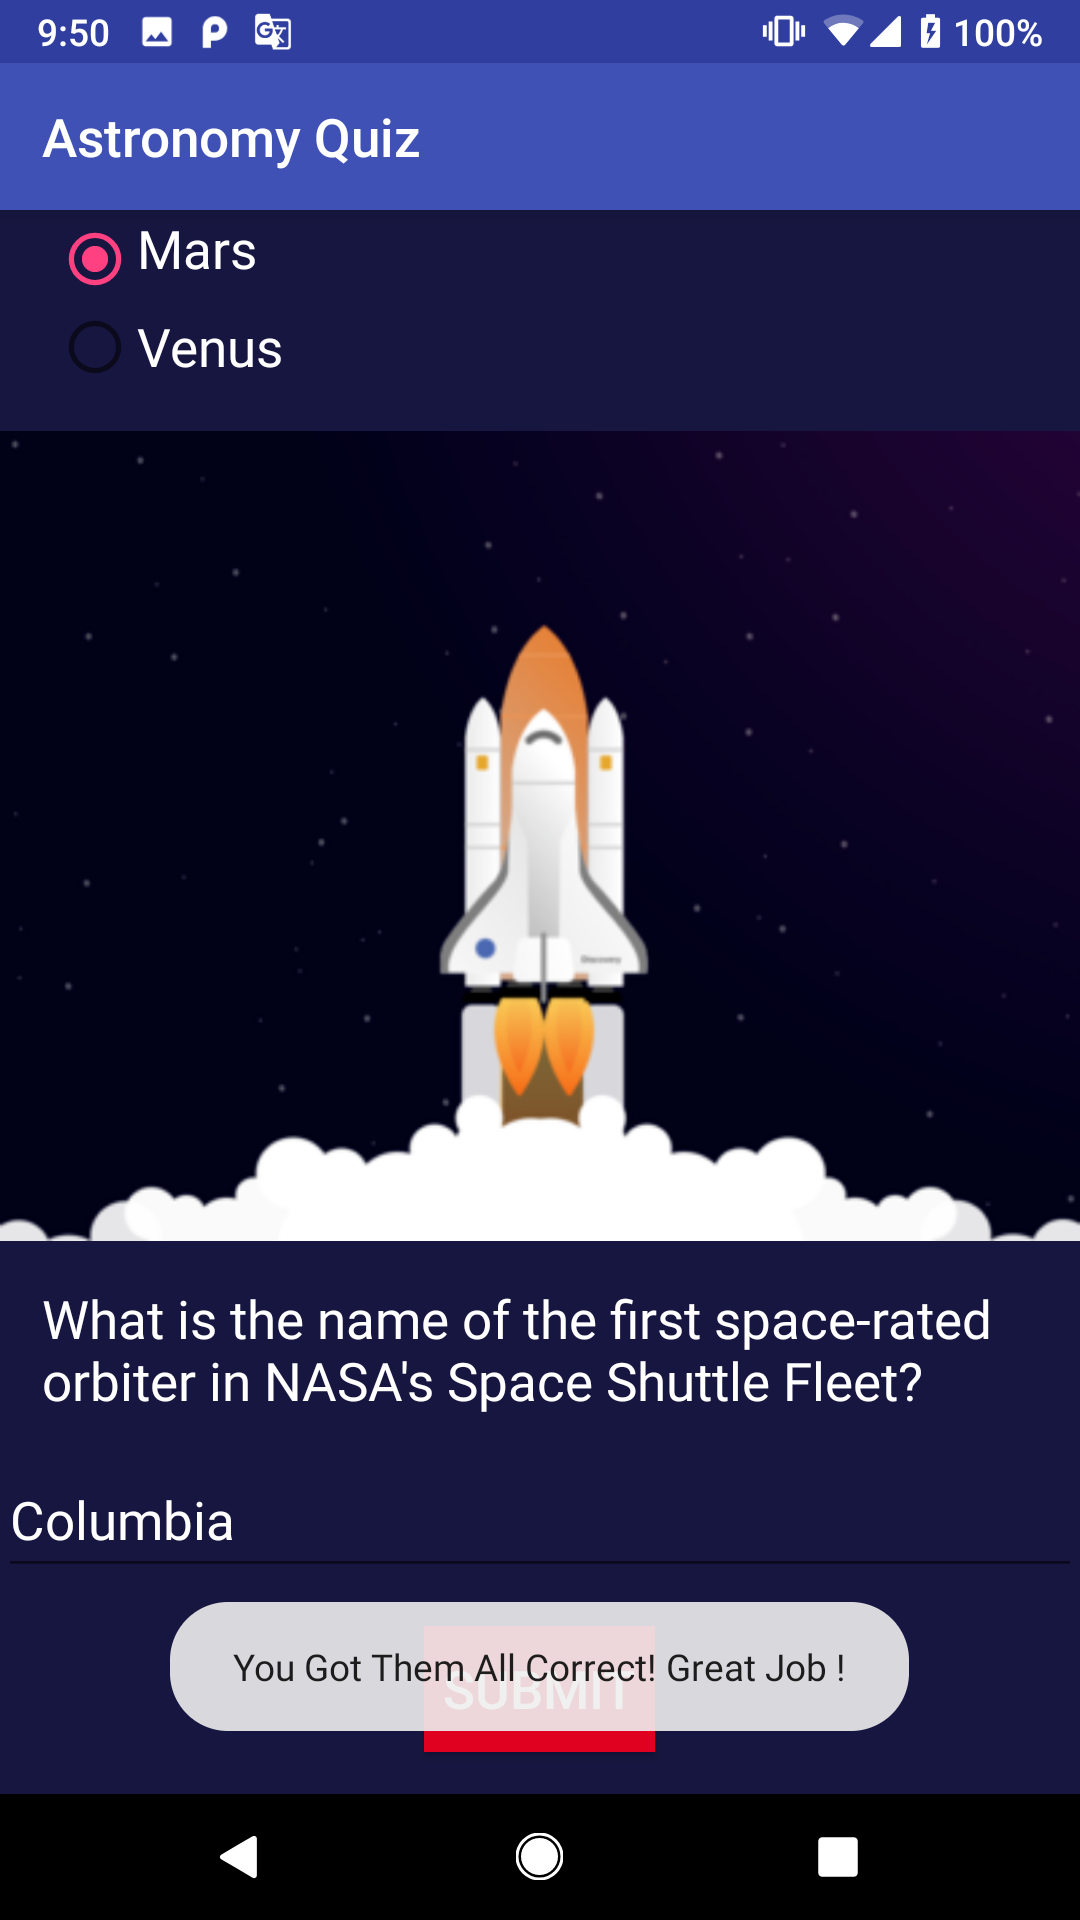 9:50 100%
Astronomy Quiz
Mars
Venus
Discovery
What is the name of the first space-rated
orbiter in NASA's Space Shuttle Fleet?
Columbia
You Got Them All Correct! Great Job !
SUBMIT